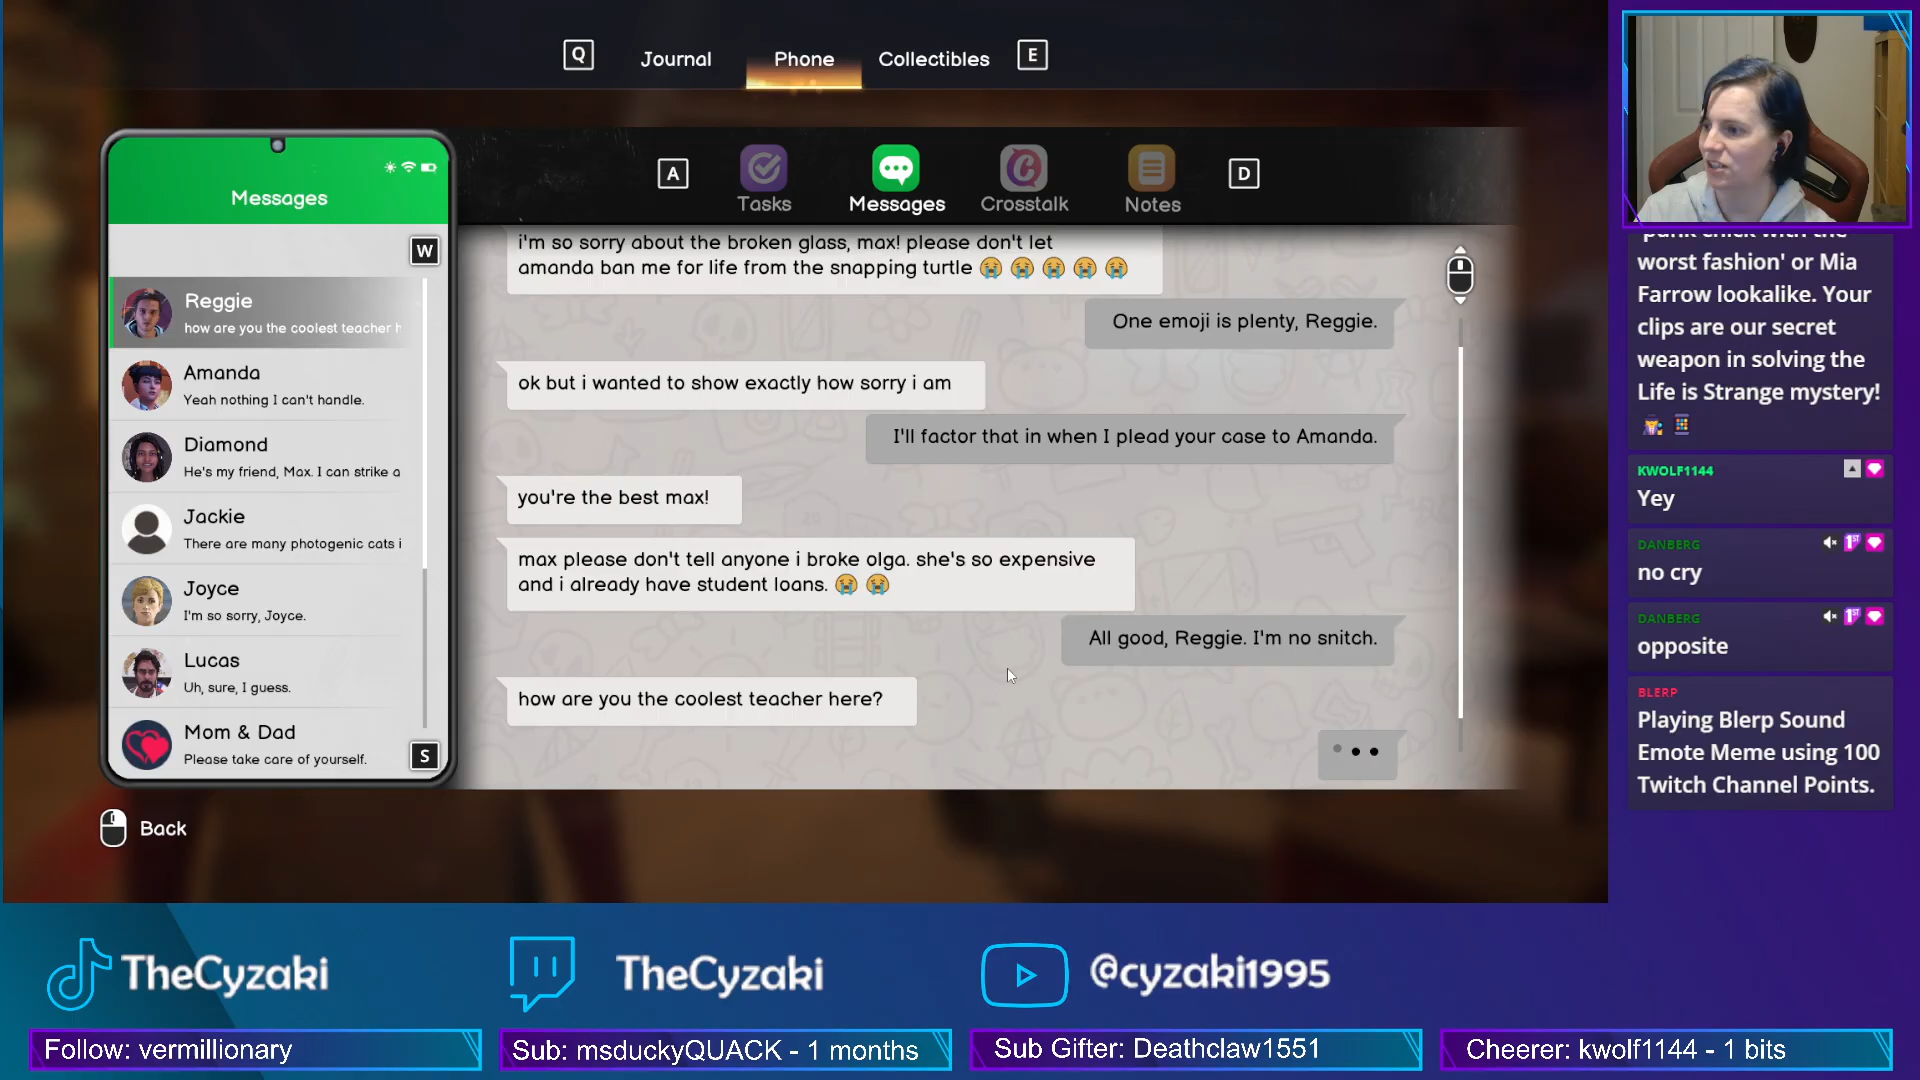 Q
Journal
Phone
Collectibles
E
Messages
W
Reggie
how are you the coolest teacher h
Amanda
Yeah nothing I can't handle.
Diamond
He's my friend, Max. I can strike a
Jackie
There are many photogenic cats i
Joyce
I'm so sorry, Joyce.
Lucas
Uh, sure, I guess.
Mom & Dad
Please take care of yourself.
S
Back
A
Tasks
Messages
Crosstalk
Notes
D
i'm so sorry about the broken glass, max! please don't let
amanda ban me for life from the snapping turtle 😭 😭 😭 😭 😭
One emoji is plenty, Reggie.
ok but i wanted to show exactly how sorry i am
I'll factor that in when I plead your case to Amanda.
you're the best max!
max please don't tell anyone i broke olga. she's so expensive
and i already have student loans. 😭 😭
All good, Reggie. I'm no snitch.
how are you the coolest teacher here?
'punk chick with the
worst fashion' or Mia
Farrow lookalike. Your
clips are our secret
weapon in solving the
Life is Strange mystery!
KWOLF1144
Yey
DANBERG
1ST
no cry
DANBERG
1ST
opposite
BLERP
Playing Blerp Sound
Emote Meme using 100
Twitch Channel Points.
TheCyzaki
TheCyzaki
@cyzaki1995
Follow: vermillionary
Sub: msduckyQUACK - 1 months
Sub Gifter: Deathclaw1551
Cheerer: kwolf1144 - 1 bits